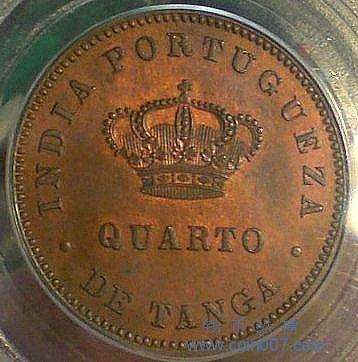 · INDIA PORTUGUEZA ·
QUARTO
DE TANGA
www.coin007.com